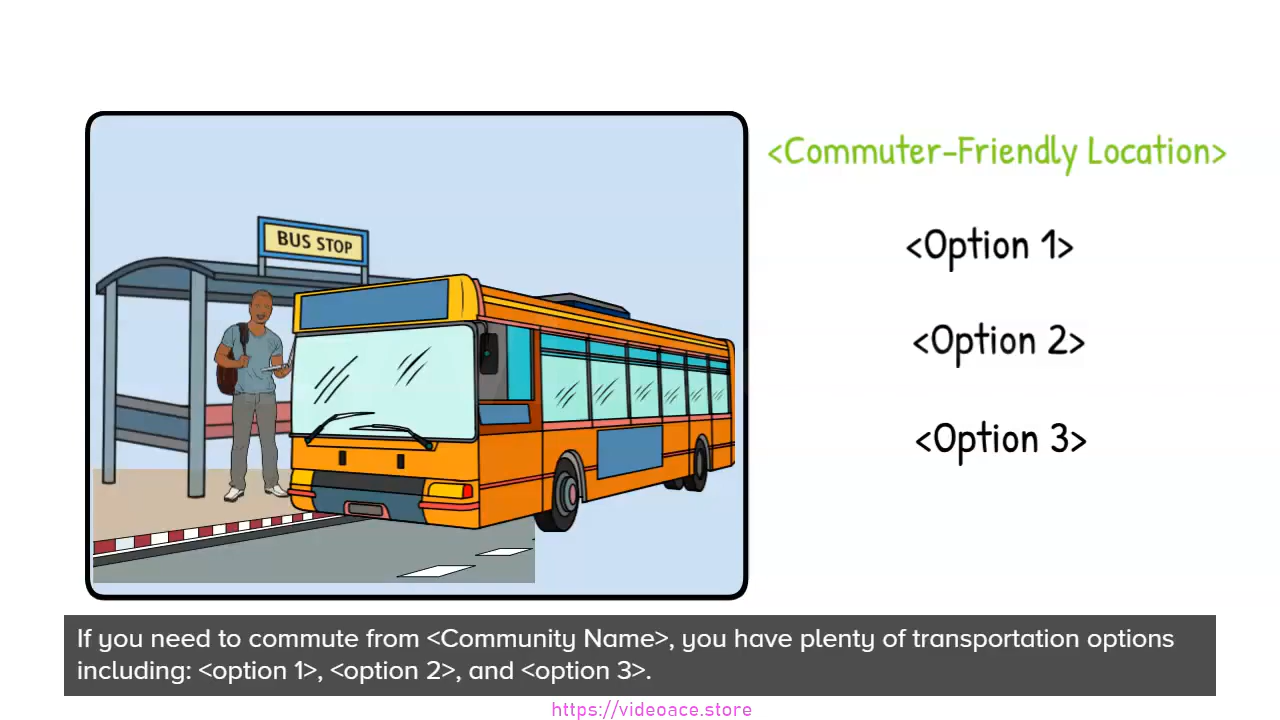 BUS STOP
<Commuter-Friendly Location>
<Option 1>
<Option 2>
<Option 3>
If you need to commute from <Community Name>, you have plenty of transportation options
including: <option 1>, <option 2>, and <option 3>.
https://videoace.store